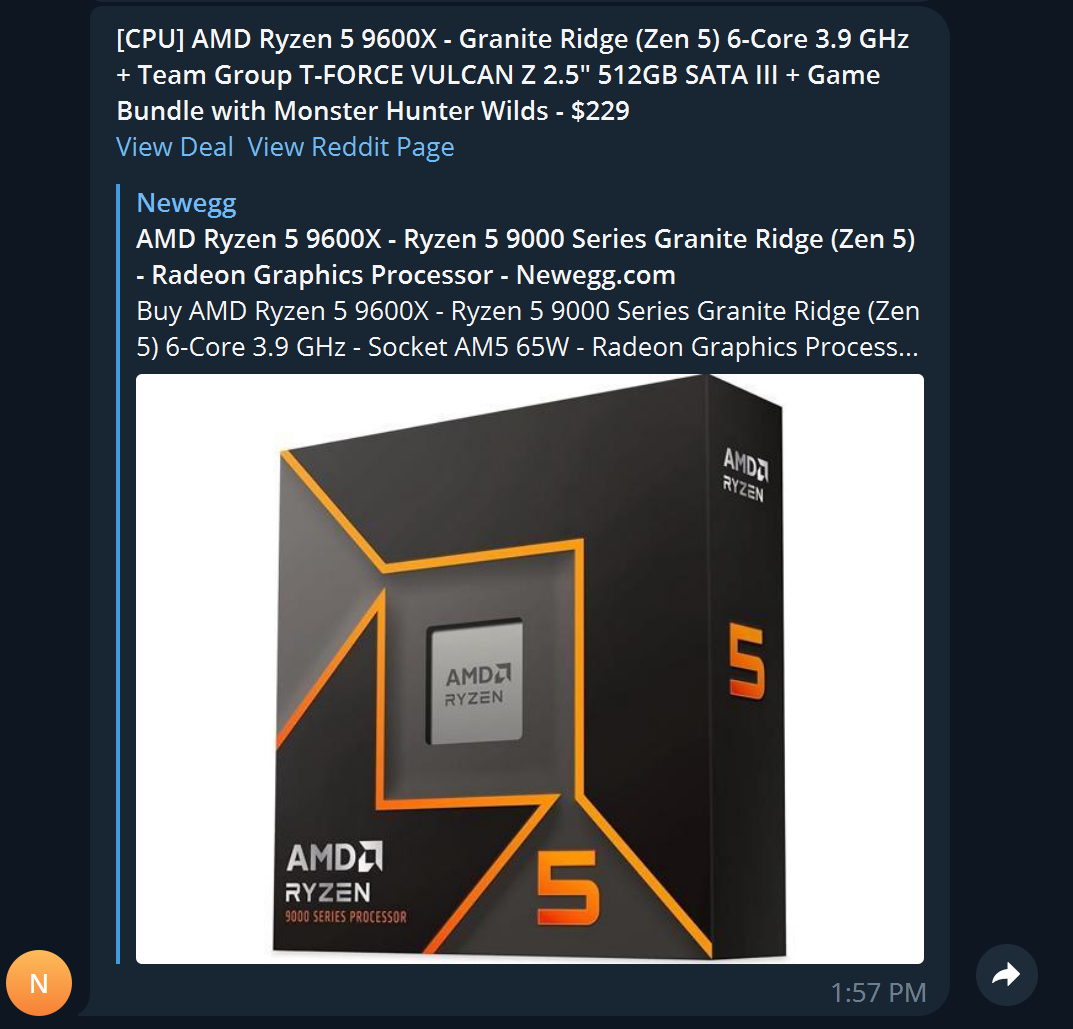 [CPU] AMD Ryzen 5 9600X - Granite Ridge (Zen 5) 6-Core 3.9 GHz
+ Team Group T-FORCE VULCAN Z 2.5" 512GB SATA III + Game
Bundle with Monster Hunter Wilds - $229
View Deal View Reddit Page
Newegg
AMD Ryzen 5 9600X - Ryzen 5 9000 Series Granite Ridge (Zen 5)
- Radeon Graphics Processor - Newegg.com
Buy AMD Ryzen 5 9600X - Ryzen 5 9000 Series Granite Ridge (Zen
5) 6-Core 3.9 GHz - Socket AM5 65W - Radeon Graphics Process...
AMD
RYZEN
5
AMD
RYZEN
AMD
RYZEN
9000 SERIES PROCESSOR
5
N
1:57 PM